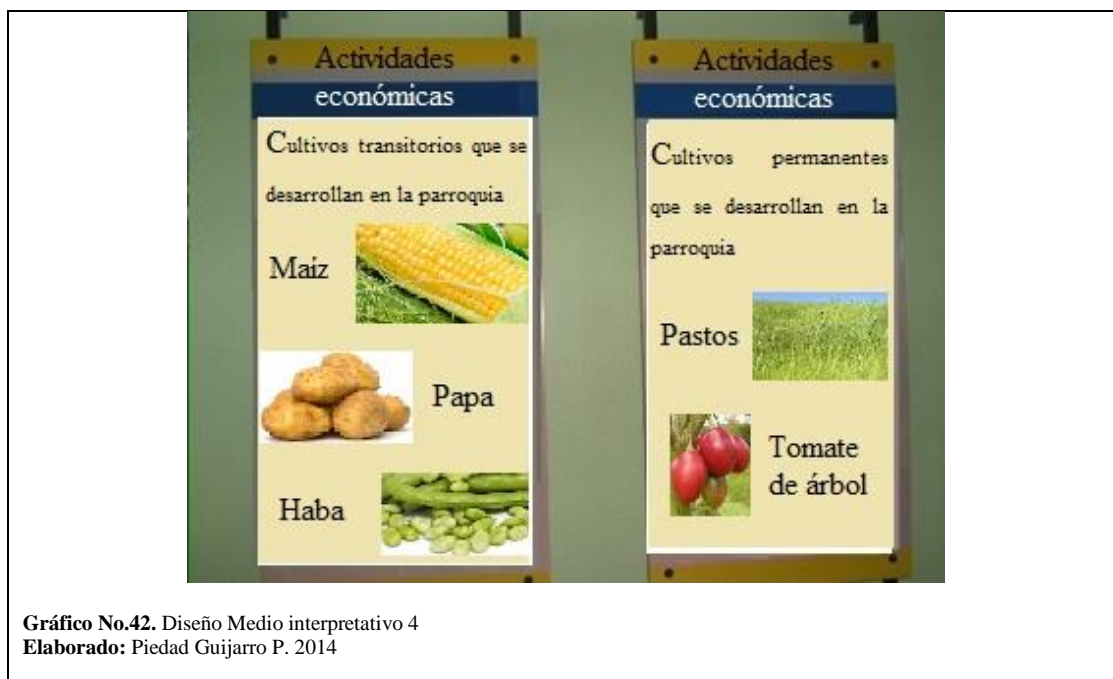 Actividades
económicas
Cultivos transitorios que se
desarrollan en la parroquia
Maiz
Papa
Haba
Actividades
económicas
Cultivos permanentes
que se desarrollan en la
parroquia
Pastos
Tomate
de árbol
Gráfico No.42. Diseño Medio interpretativo 4
Elaborado: Piedad Guijarro P. 2014